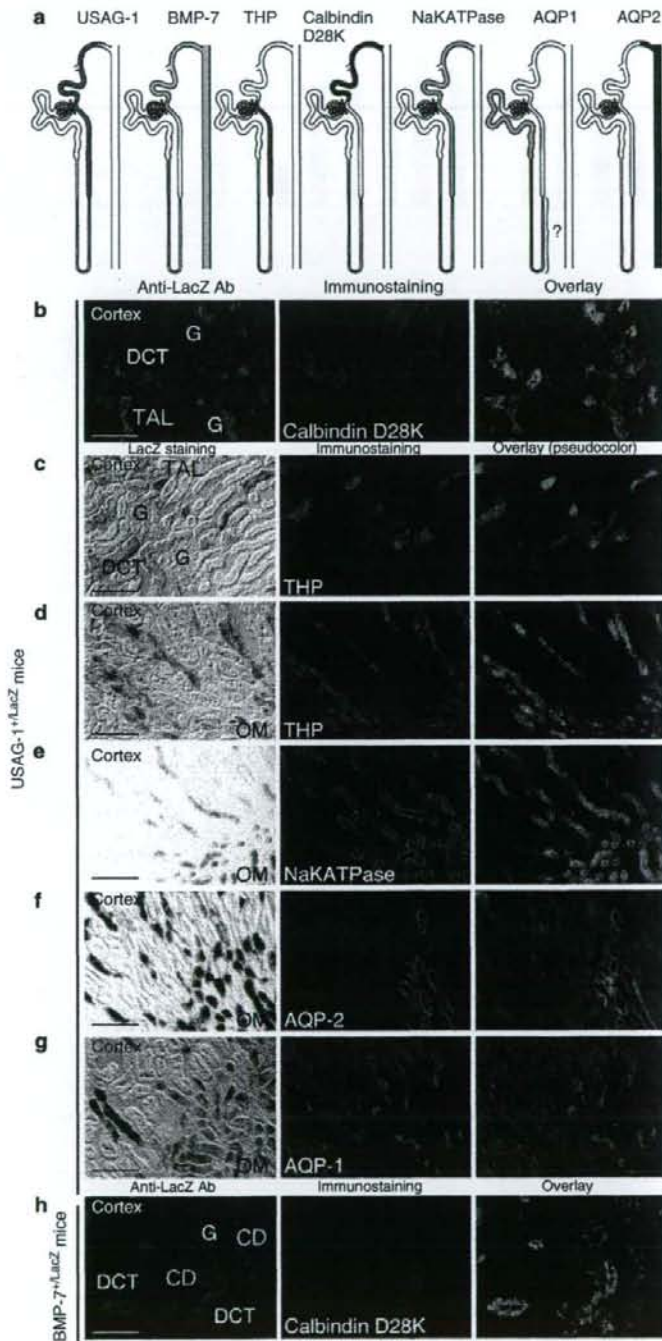 a
USAG-1 BMP-7 THP Calbindin D28K NaKATPase AQP1 AQP2
?
Anti-LacZ Ab Immunostaining Overlay
b
Cortex
G
DCT
TAL G
Calbindin D28K
LacZ staining Immunostaining Overlay (pseudocolor)
c
Cortex TAL
G
G
DCT
THP
d
Cortex
OM
THP
e
Cortex
OM
NaKATPase
f
Cortex
OM
AQP-2
g
Cortex
OM
AQP-1
USAG-1+/LacZ mice
Anti-LacZ Ab Immunostaining Overlay
h
Cortex
G CD
DCT CD
DCT
Calbindin D28K
BMP-7+/LacZ mice